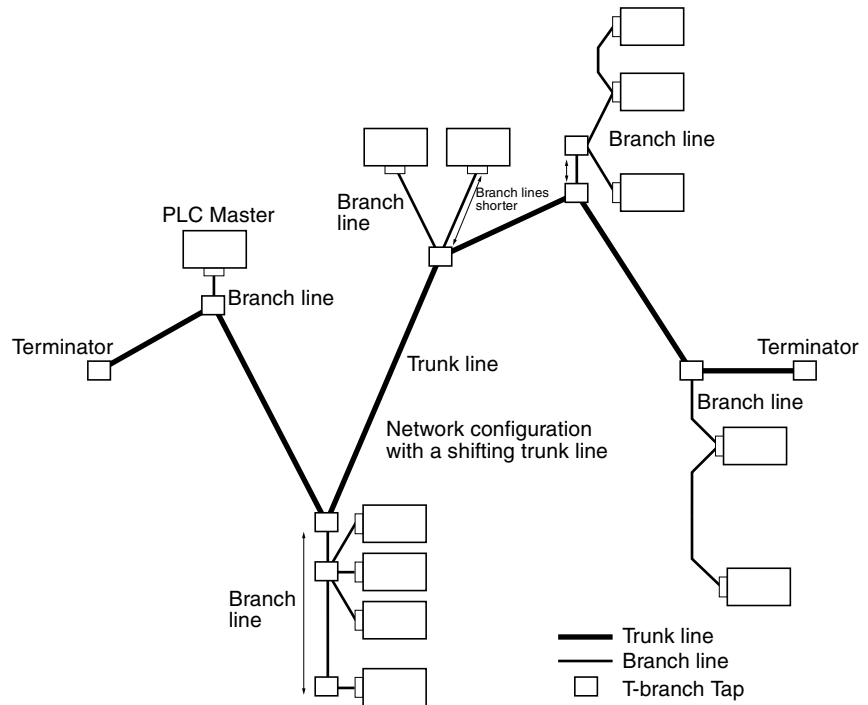 Branch line
Branch
line
Branch lines
shorter
PLC Master
Branch line
Terminator
Terminator
Trunk line
Branch line
Network configuration
with a shifting trunk line
Branch
line
Trunk line
Branch line
T-branch Tap